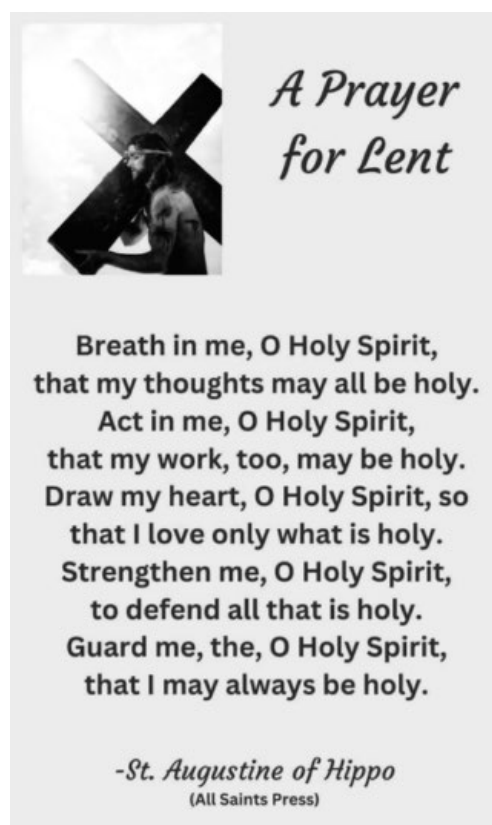 A Prayer
for Lent
Breath in me, O Holy Spirit,
that my thoughts may all be holy.
Act in me, O Holy Spirit,
that my work, too, may be holy.
Draw my heart, O Holy Spirit, so
that I love only what is holy.
Strengthen me, O Holy Spirit,
to defend all that is holy.
Guard me, the, O Holy Spirit,
that I may always be holy.
-St. Augustine of Hippo
(All Saints Press)